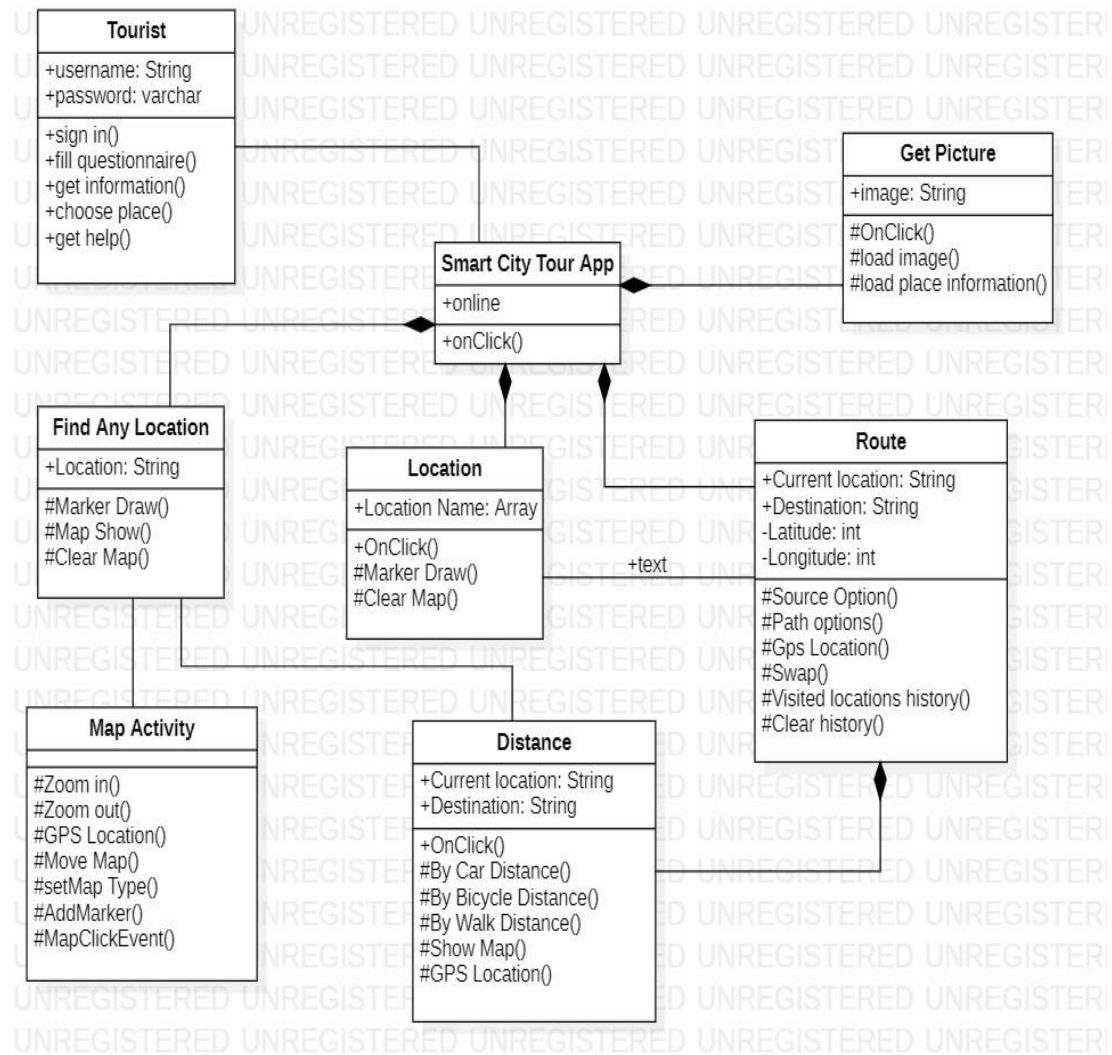 Tourist
+username: String
+password: varchar
+sign in()
+fill questionnaire()
+get information()
+choose place()
+get help()
Get Picture
+image: String
#OnClick()
#load image()
#load place information()
Smart City Tour App
+online
+onClick()
Find Any Location
+Location: String
#Marker Draw()
#Map Show()
#Clear Map()
Location
+Location Name: Array
+OnClick()
#Marker Draw()
#Clear Map()
+text
Route
+Current location: String
+Destination: String
-Latitude: int
-Longitude: int
#Source Option()
#Path options()
#Gps Location()
#Swap()
#Visited locations history()
#Clear history()
Map Activity
#Zoom in()
#Zoom out()
#GPS Location()
#Move Map()
#setMap Type()
#AddMarker()
#MapClickEvent()
Distance
+Current location: String
+Destination: String
+OnClick()
#By Car Distance()
#By Bicycle Distance()
#By Walk Distance()
#Show Map()
#GPS Location()
UNREGISTERED